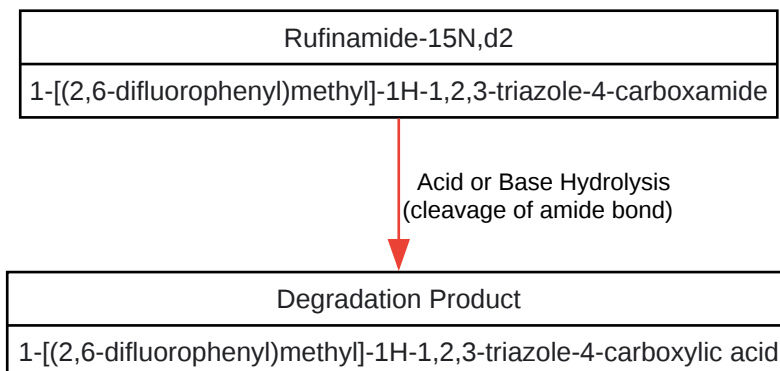 Rufinamide-15N,d2
1-[(2,6-difluorophenyl)methyl]-1H-1,2,3-triazole-4-carboxamide
Acid or Base Hydrolysis
(cleavage of amide bond)
Degradation Product
1-[(2,6-difluorophenyl)methyl]-1H-1,2,3-triazole-4-carboxylic acid